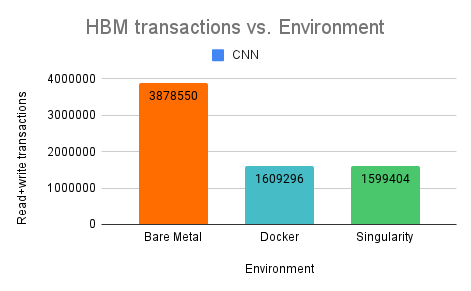 HBM transactions vs. Environment
CNN
Read+write transactions
4000000
3000000
2000000
1000000
0
3878550
1609296
1599404
Bare Metal
Docker
Singularity
Environment